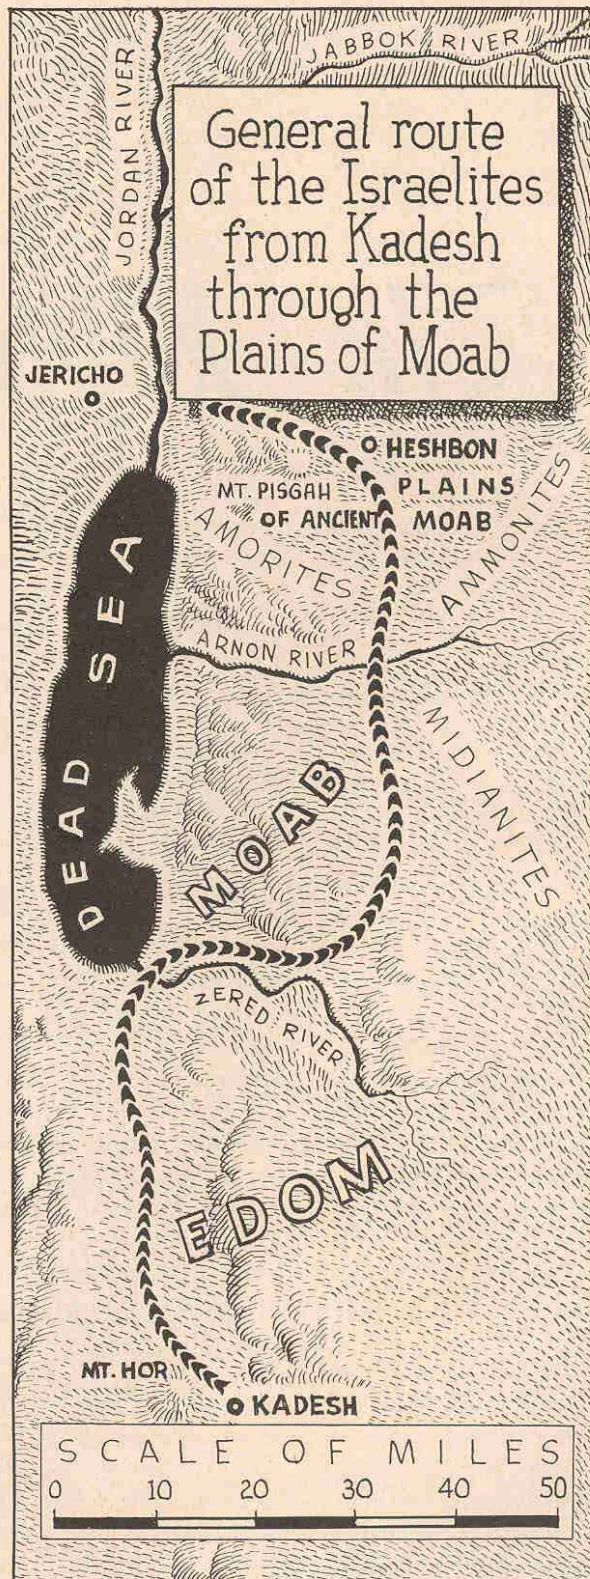 JABBOK RIVER
JORDAN RIVER
General route
of the Israelites
from Kadesh
through the
Plains of Moab
JERICHO
HESHBON
MT. PISGAH
PLAINS
OF ANCIENT MOAB
AMORITES
AMMONITES
DEAD SEA
ARNON RIVER
MIDIANITES
MOAB
ZERED RIVER
EDOM
MT. HOR
KADESH
SCALE OF MILES
0 10 20 30 40 50